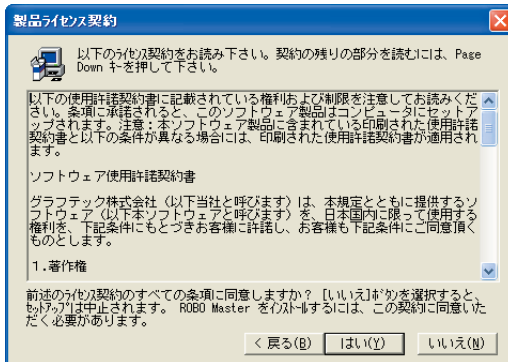 製品ライセンス契約
以下のライセンス契約をお読み下さい。契約の残りの部分を読むには、Page
Down キーを押して下さい。
以下の使用許諾契約書に記載されている権利および制限を注意してお読みくださ
い。条項に承諾されると、このソフトウェア製品はコンピュータにセットア
ップされます。注意：本ソフトウェア製品に含まれている印刷された使用許諾
契約書と以下の条件が異なる場合には、印刷された使用許諾契約書が適用され
ます。
ソフトウェア使用許諾契約書
グラフテック株式会社（以下当社と呼びます）は、本規定とともに提供するソ
フトウェア（以下本ソフトウェアと呼びます）を、日本国内に限って使用する
権利を、下記条件にもとづきお客様に許諾し、お客様も下記条件にご同意頂く
ものとします。
1.著作権
前述のライセンス契約のすべての条項に同意しますか？ [いいえ]ボタンを選択すると、
セットアップは中止されます。 ROBO Master をインストールするには、この契約に同意いた
だく必要があります。
< 戻る(B) はい(Y) いいえ(N)